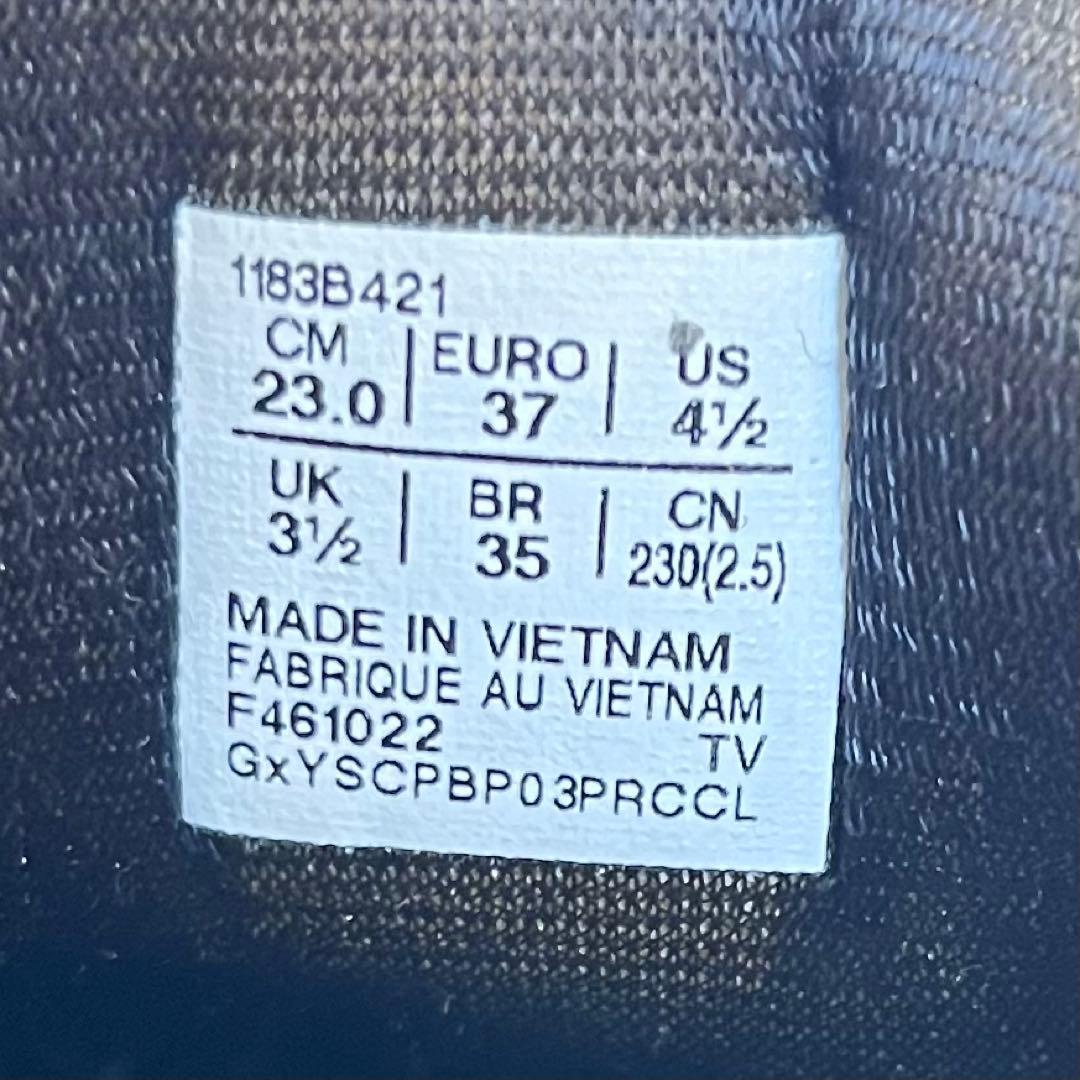 1183B421
CM | EURO | US
23.0 | 37 | 4½
UK | BR | CN
3½ | 35 | 230(2.5)
MADE IN VIETNAM
FABRIQUE AU VIETNAM
F461022 TV
GxYSCPBP03PRCCL